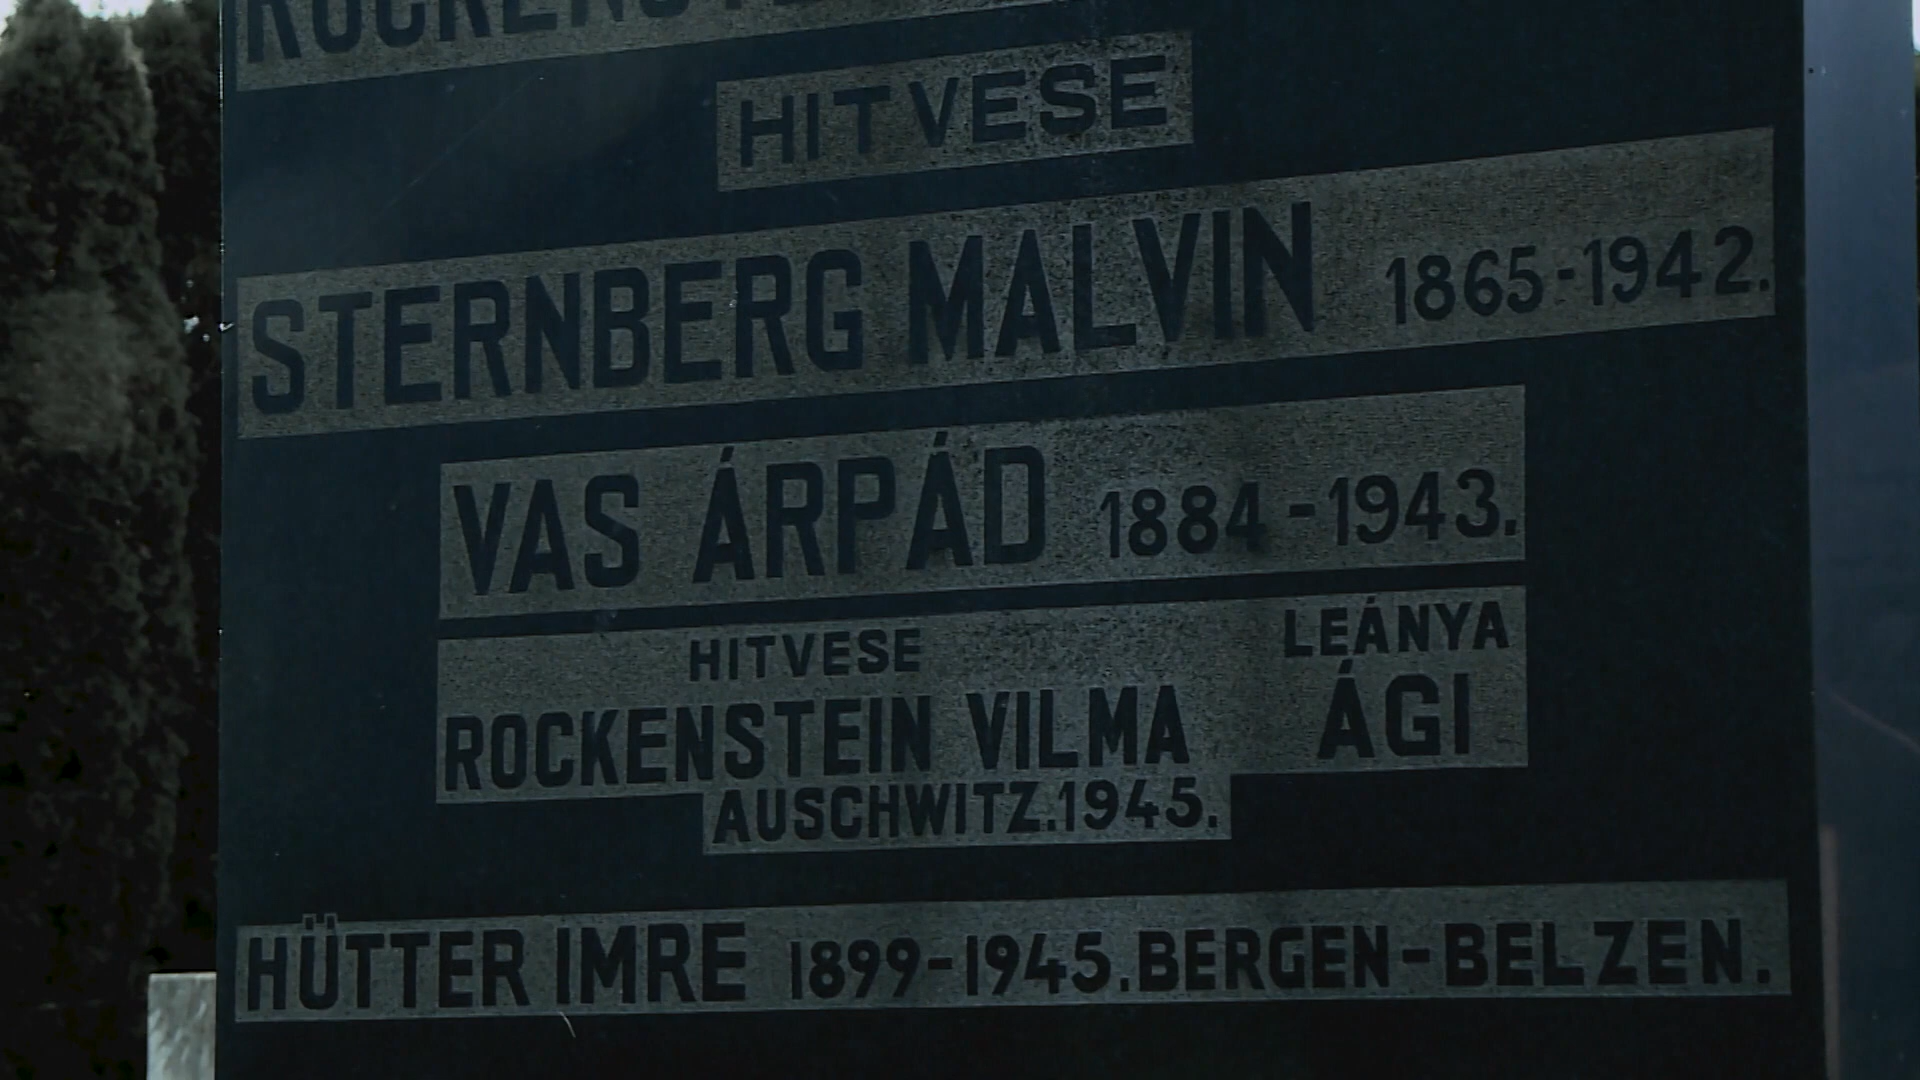 HITVESE
STERNBERG MALVIN 1865-1942.
VAS ÁRPÁD 1884-1943.
HITVESE LEÁNYA
ROCKENSTEIN VILMA ÁGI
AUSCHWITZ.1945.
HÜTTER IMRE 1899-1945.BERGEN-BELZEN.